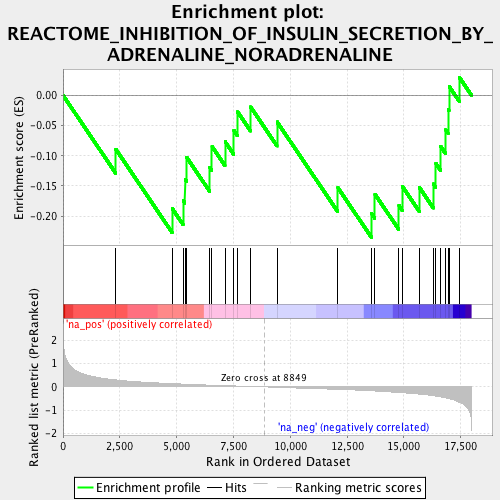 Enrichment plot:
REACTOME_INHIBITION_OF_INSULIN_SECRETION_BY_
ADRENALINE_NORADRENALINE
Enrichment score (ES)
0.00
-0.05
-0.10
-0.15
-0.20
'na_pos' (positively correlated)
Ranked list metric (PreRanked)
2
1
0
-1
-2
Zero cross at 8849
'na_neg' (negatively correlated)
0
2,500
5,000
7,500
10,000
12,500
15,000
17,500
Rank in Ordered Dataset
Enrichment profile
Hits
Ranking metric scores